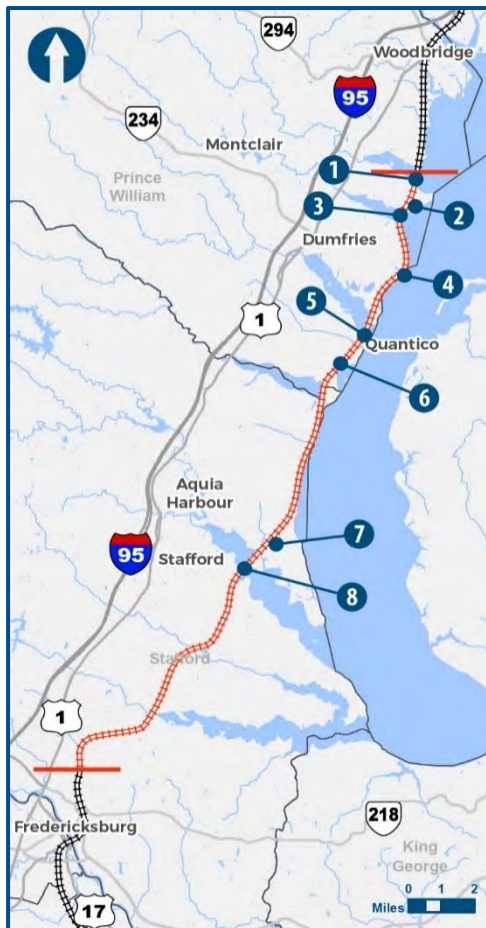 294
Woodbridge
95
234
Montclair
1
Prince
William
2
3
Dumfries
4
5
1
Quantico
6
Aquia
Harbour
7
95
Stafford
8
Stafford
1
218
Fredericksburg
King
George
17
0 1 2
Miles